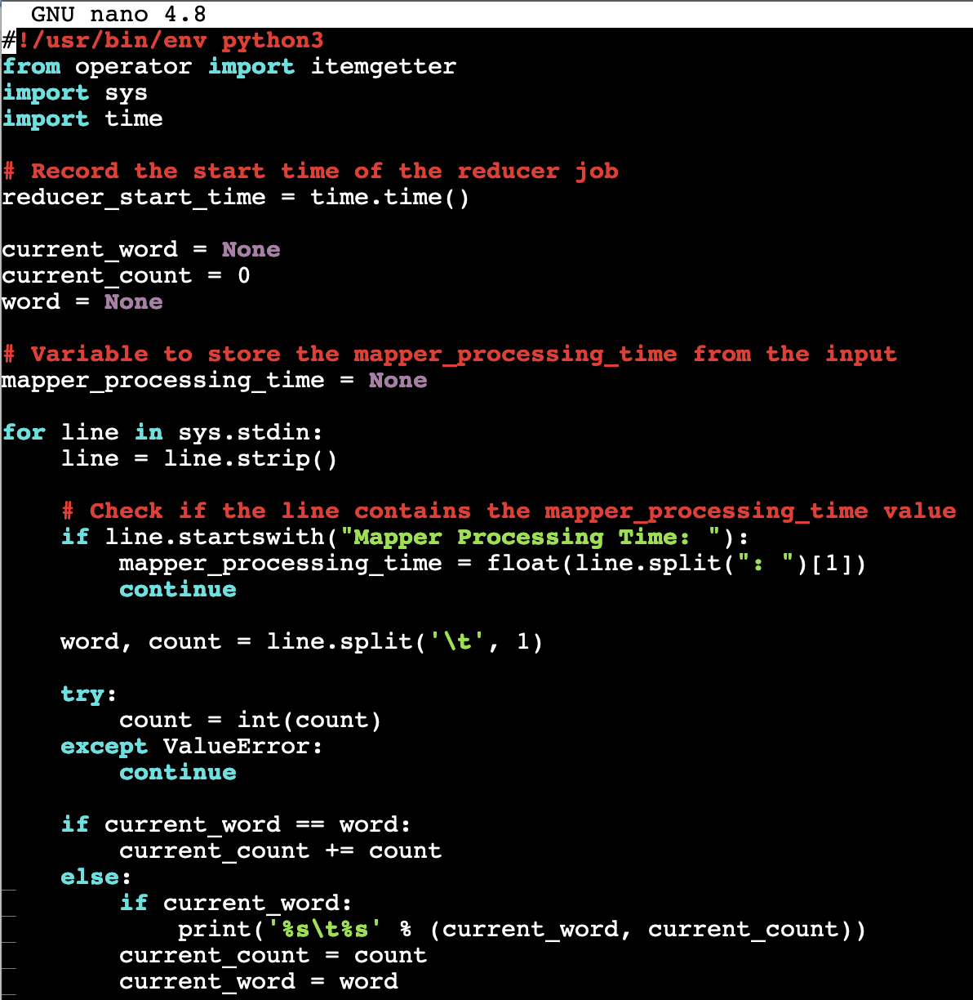 GNU nano 4.8
#!/usr/bin/env python3
from operator import itemgetter
import sys
import time
# Record the start time of the reducer job
reducer_start_time = time.time()
current_word = None
current_count = 0
word = None
# Variable to store the mapper_processing_time from the input
mapper_processing_time = None
for line in sys.stdin:
    line = line.strip()
    # Check if the line contains the mapper_processing_time value
    if line.startswith("Mapper Processing Time: "):
        mapper_processing_time = float(line.split(": ")[1])
        continue
    word, count = line.split('\t', 1)
    try:
        count = int(count)
    except ValueError:
        continue
    if current_word == word:
        current_count += count
    else:
        if current_word:
            print('%s\t%s' % (current_word, current_count))
        current_count = count
        current_word = word